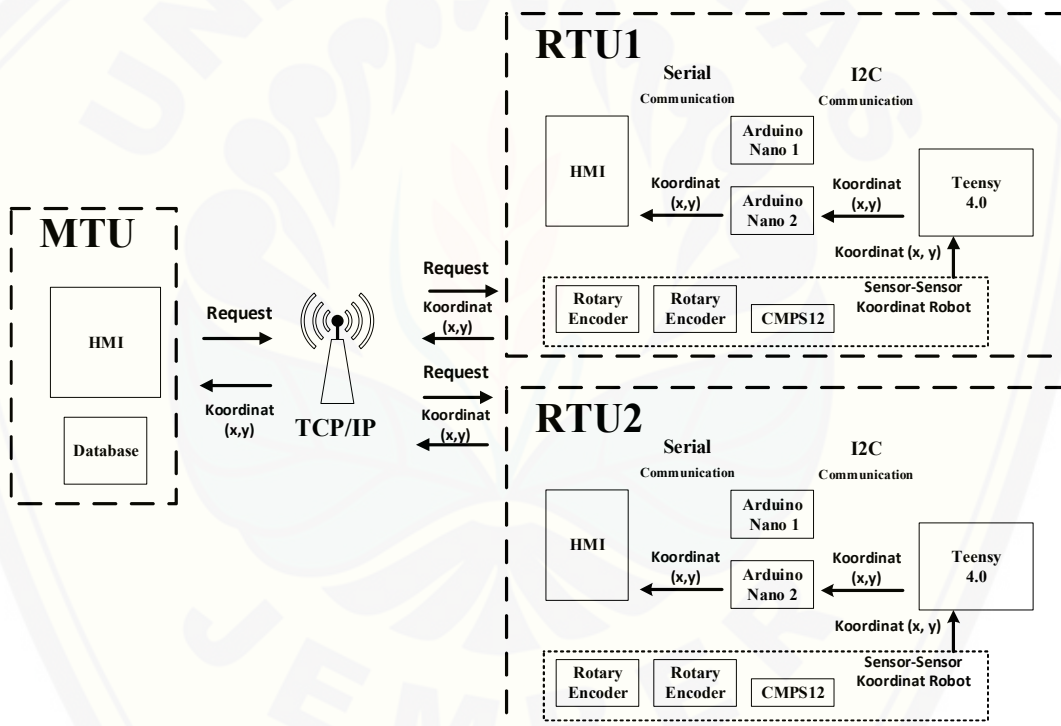 MTU
HMI
Database
Request
Koordinat
(x,y)
TCP/IP
Request
Koordinat
(x,y)
Request
Koordinat
(x,y)
RTU1
Serial
Communication
I2C
Communication
HMI
Arduino
Nano 1
Koordinat
(x,y)
Arduino
Nano 2
Koordinat
(x,y)
Teensy
4.0
Koordinat (x, y)
Rotary
Encoder
Rotary
Encoder
CMPS12
Sensor-Sensor
Koordinat Robot
RTU2
Serial
Communication
I2C
Communication
HMI
Arduino
Nano 1
Koordinat
(x,y)
Arduino
Nano 2
Koordinat
(x,y)
Teensy
4.0
Koordinat (x, y)
Rotary
Encoder
Rotary
Encoder
CMPS12
Sensor-Sensor
Koordinat Robot
JEMBER